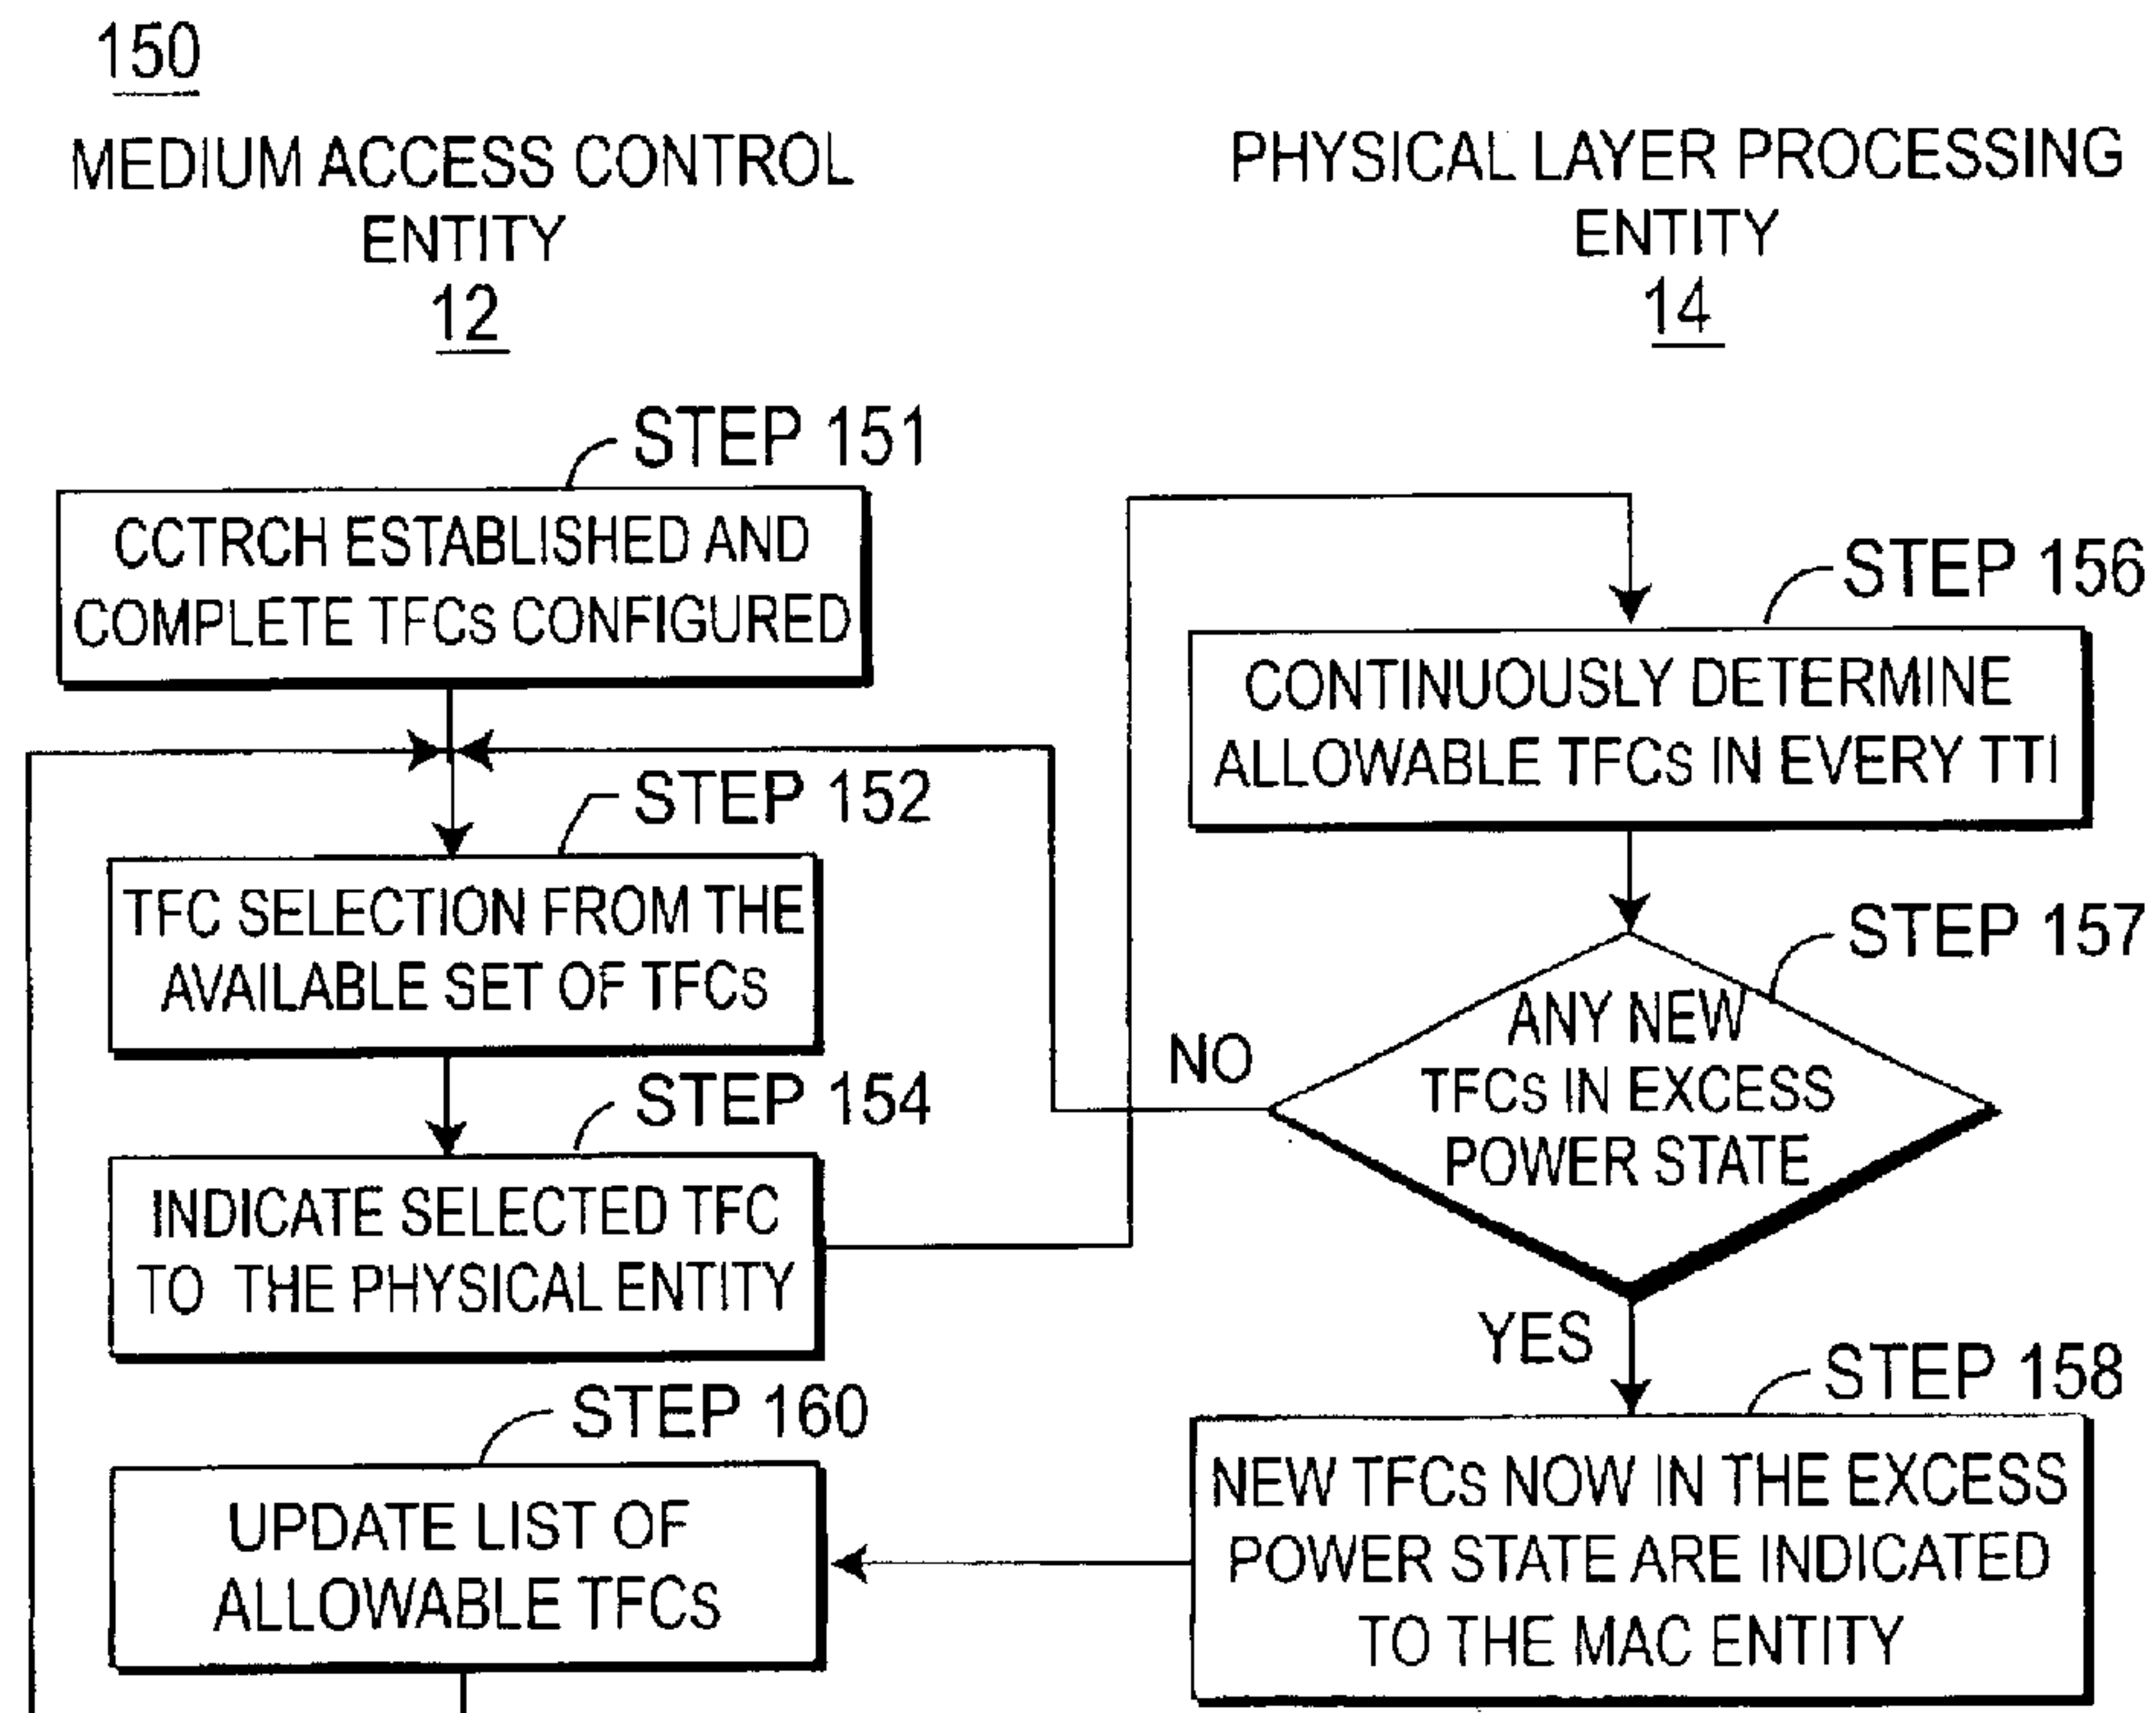 150
MEDIUM ACCESS CONTROL
ENTITY
12
PHYSICAL LAYER PROCESSING
ENTITY
14
STEP 151
CCTRCH ESTABLISHED AND
COMPLETE TFCs CONFIGURED
STEP 152
TFC SELECTION FROM THE
AVAILABLE SET OF TFCs
STEP 154
INDICATE SELECTED TFC
TO THE PHYSICAL ENTITY
STEP 156
CONTINUOUSLY DETERMINE
ALLOWABLE TFCs IN EVERY TTI
STEP 157
ANY NEW
TFCs IN EXCESS
POWER STATE
NO
YES
STEP 158
NEW TFCs NOW IN THE EXCESS
POWER STATE ARE INDICATED
TO THE MAC ENTITY
STEP 160
UPDATE LIST OF
ALLOWABLE TFCs